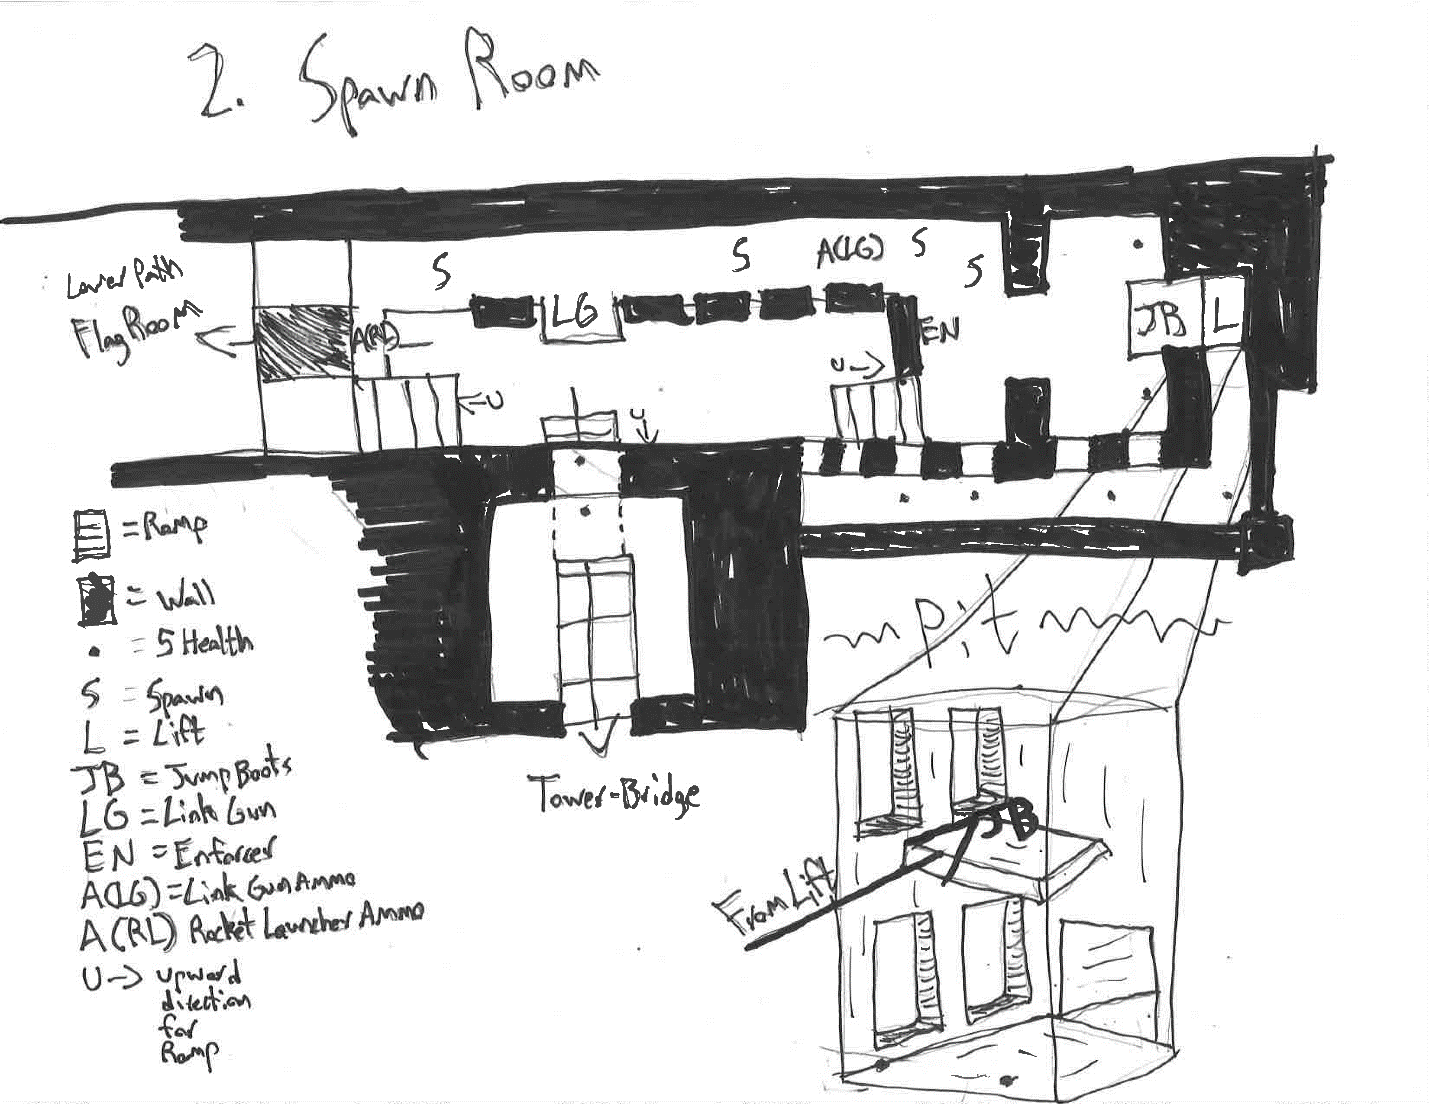 2. Spawn Room
S
S
A(LG)
S
S
Lower Path
Flag Room
A(RL)
LG
EN
JB
L
U
U
U
= Ramp
= Wall
= 5 Health
S = Spawn
L = Lift
JB = Jump Boots
LG = Link Gun
EN = Enforcer
A(LG) = Link Gun Ammo
A(RL) Rocket Launcher Ammo
U → upward
direction
for
Ramp
Pit
Tower-Bridge
JB
From Lift